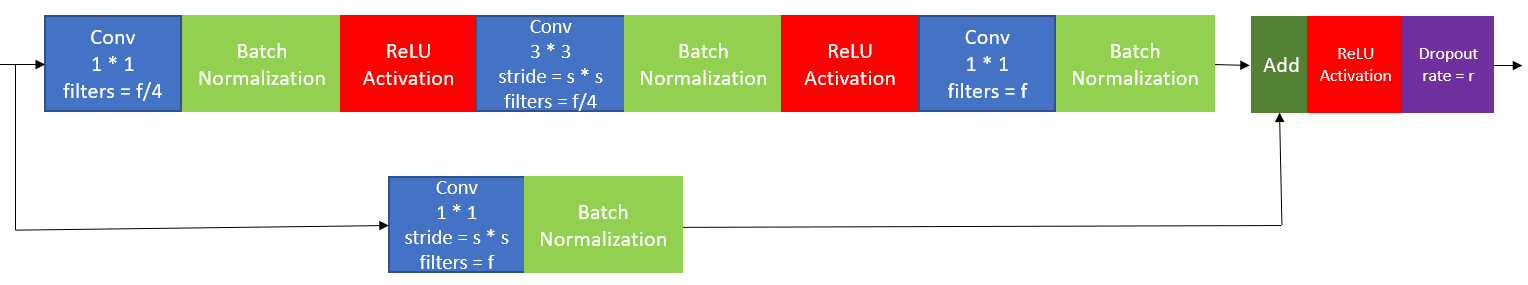 Conv
1 * 1
filters = f/4
Batch
Normalization
ReLU
Activation
Conv
3 * 3
stride = s * s
filters = f/4
Batch
Normalization
ReLU
Activation
Conv
1 * 1
filters = f
Batch
Normalization
Add
ReLU
Activation
Dropout
rate = r
Conv
1 * 1
stride = s * s
filters = f
Batch
Normalization